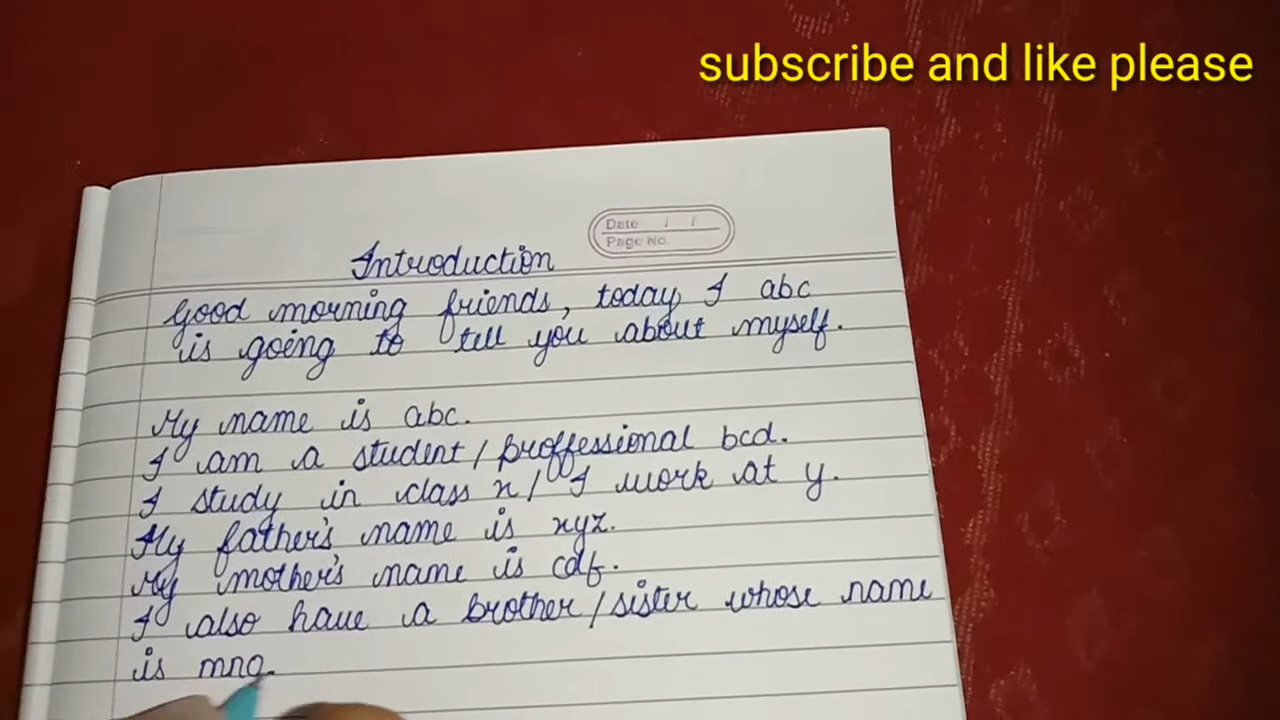 subscribe and like please
Date / /
Page No.
Introduction
Good morning friends, today I abc
is going to tell you about myself.
My name is abc.
I am a student/proffessional bcd.
I study in class x/ I work at y.
My father's name is xyz.
My mother's name is cdf.
I also have a brother/sister whose name
is mno.